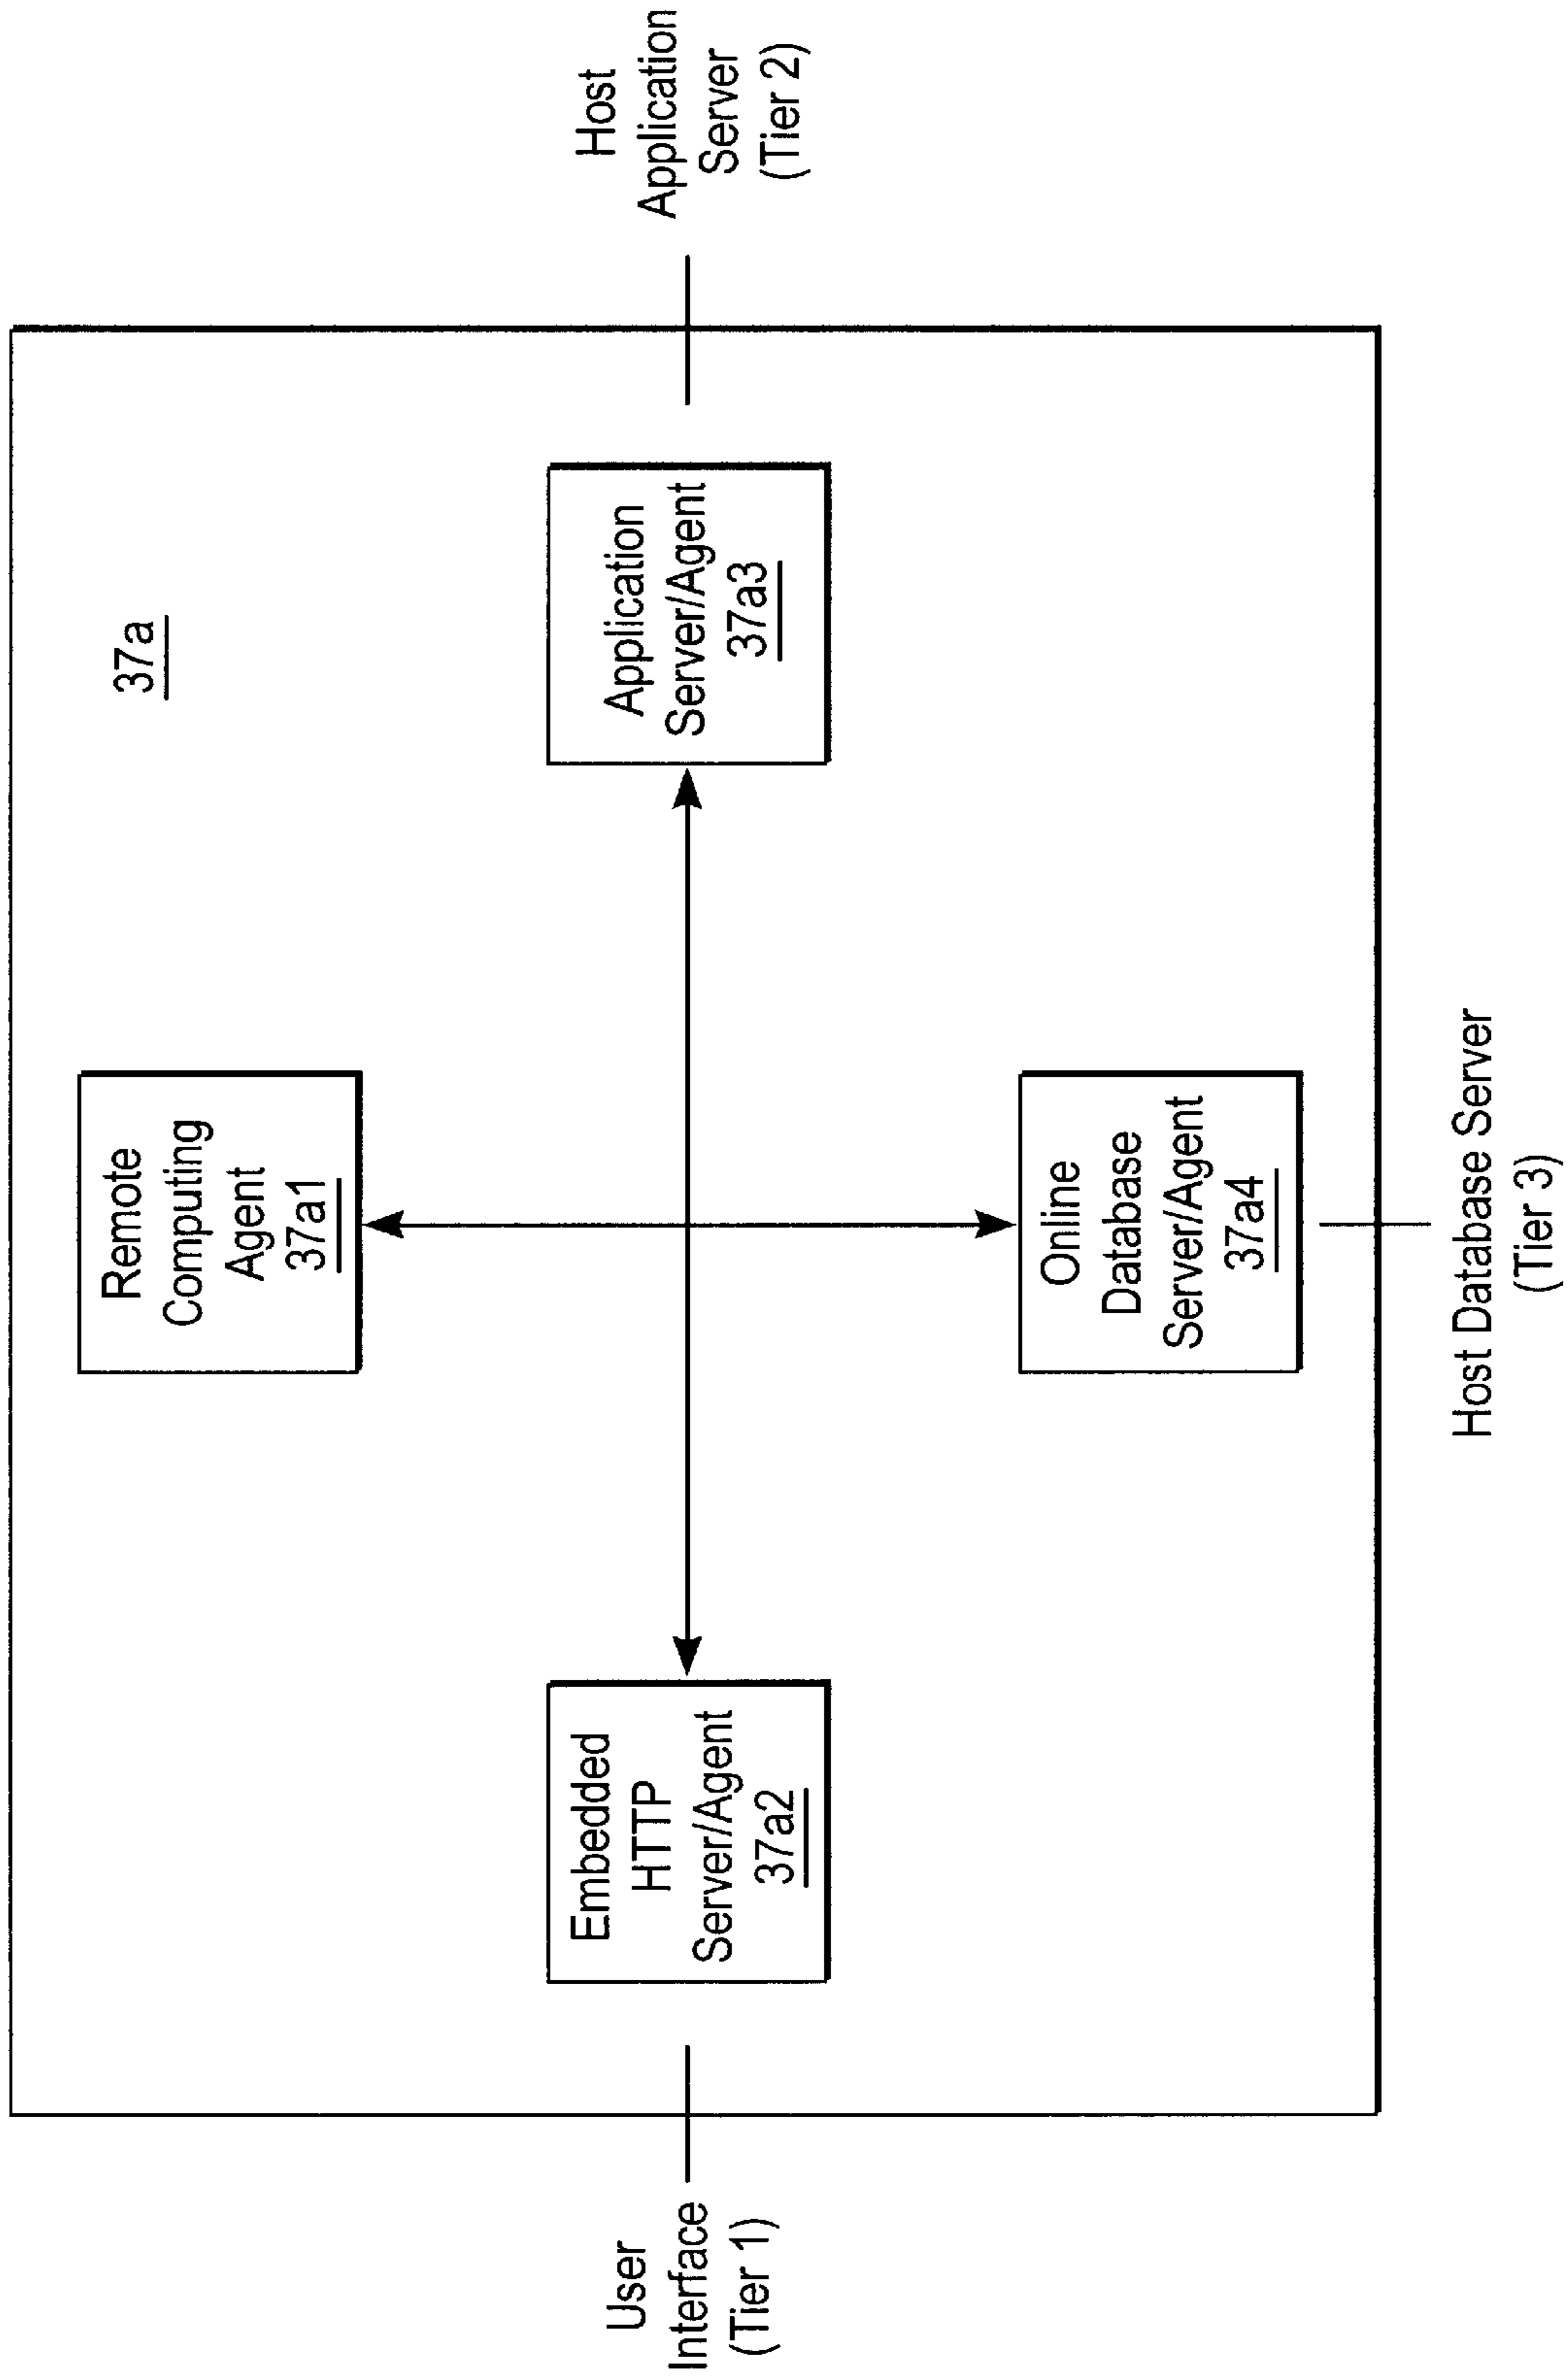 37a
Remote
Computing
Agent
37a1
User
Interface
(Tier 1)
Embedded
HTTP
Server/Agent
37a2
Application
Server/Agent
37a3
Host
Application
Server
(Tier 2)
Online
Database
Server/Agent
37a4
Host Database Server
(Tier 3)